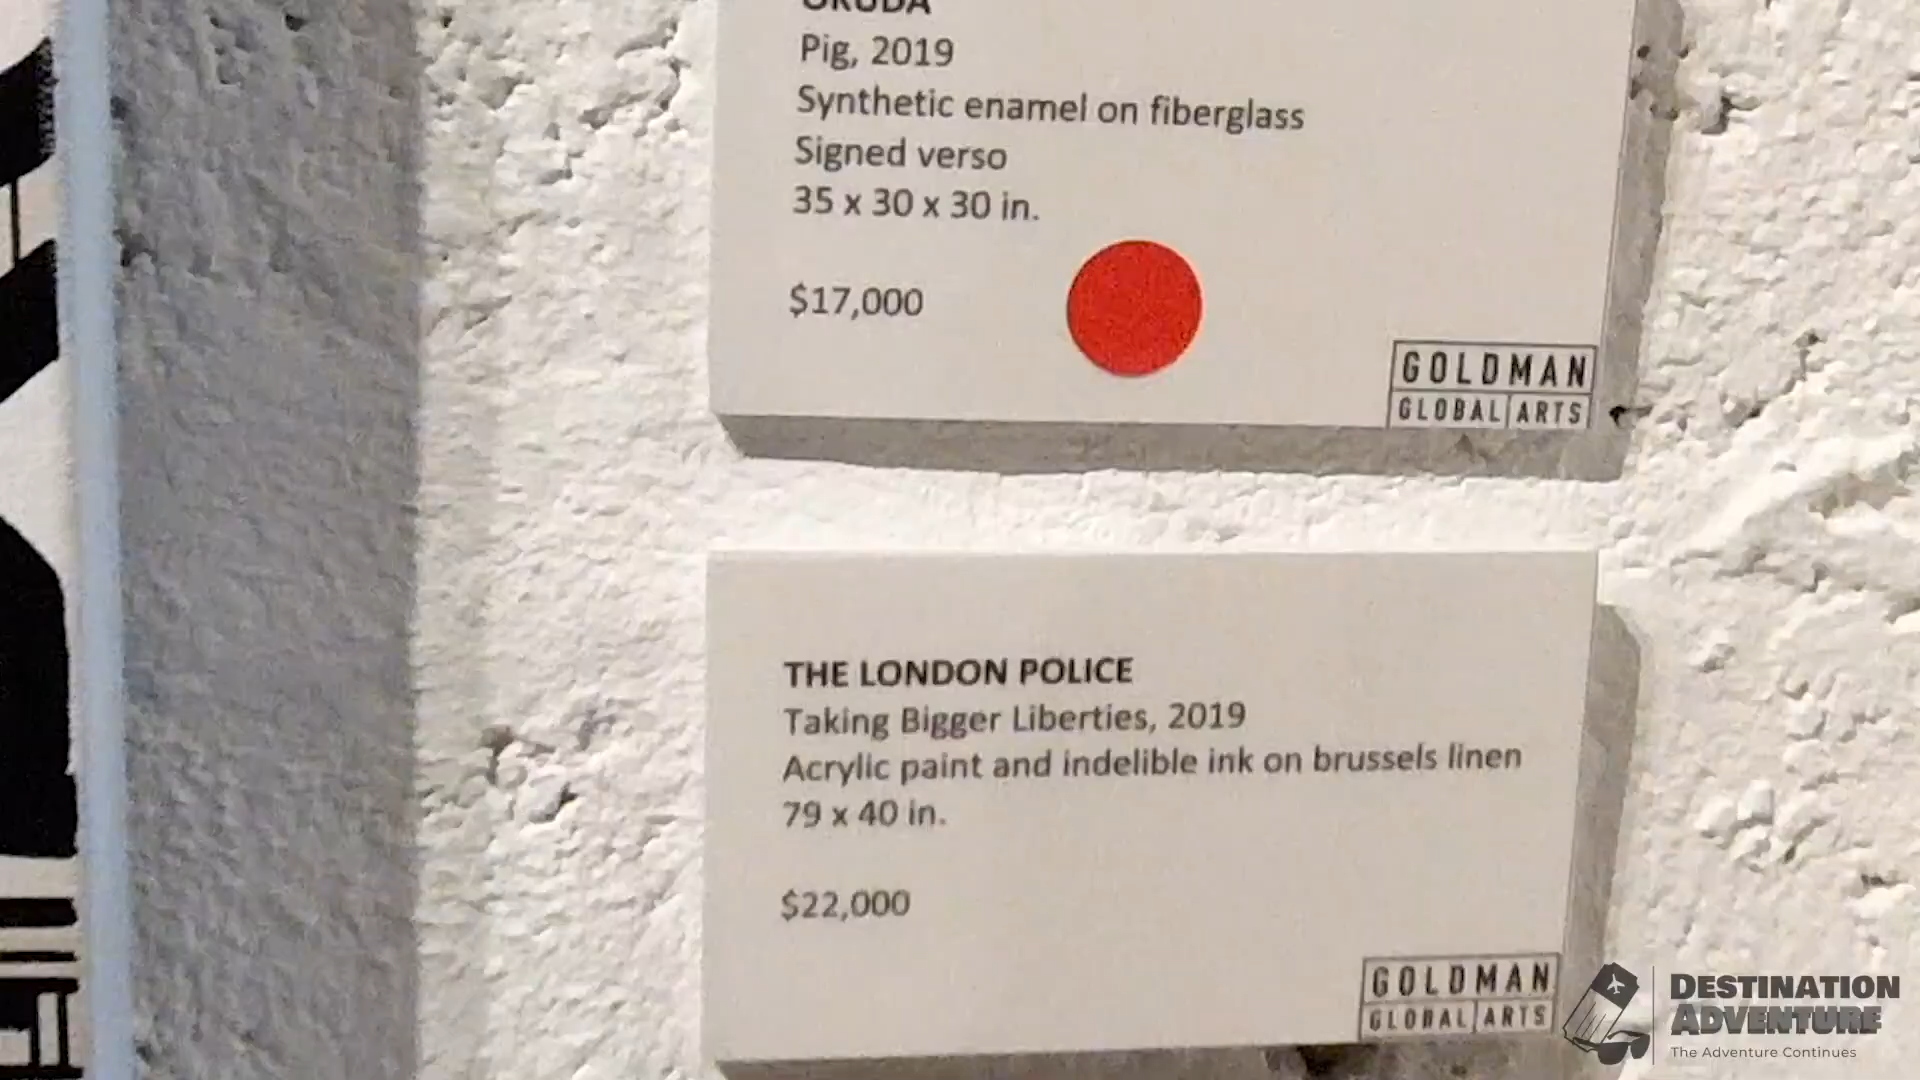 OKUDA
Pig, 2019
Synthetic enamel on fiberglass
Signed verso
35 x 30 x 30 in.
$17,000
GOLDMAN
GLOBAL ARTS
THE LONDON POLICE
Taking Bigger Liberties, 2019
Acrylic paint and indelible ink on brussels linen
79 x 40 in.
$22,000
GOLDMAN
GLOBAL ARTS
DESTINATION
ADVENTURE
The Adventure Continues